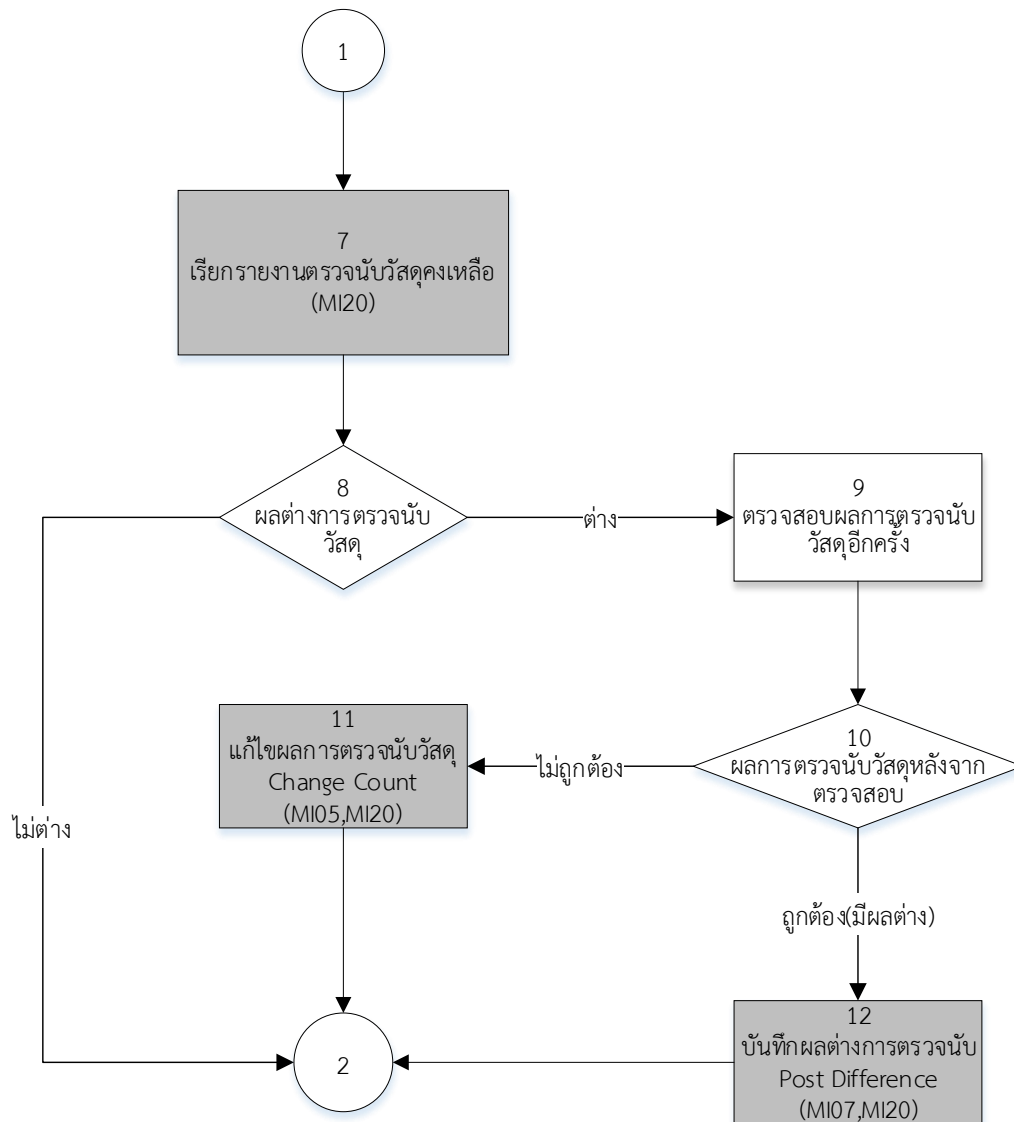 1
7
เรียกรายงานตรวจนับวัสดุคงเหลือ
(MI20)
8
ผลต่างการตรวจนับ
วัสดุ
ต่าง
9
ตรวจสอบผลการตรวจนับ
วัสดุอีกครั้ง
11
แก้ไขผลการตรวจนับวัสดุ
Change Count
(MI05,MI20)
ไม่ถูกต้อง
10
ผลการตรวจนับวัสดุหลังจาก
ตรวจสอบ
ไม่ต่าง
ถูกต้อง(มีผลต่าง)
2
12
บันทึกผลต่างการตรวจนับ
Post Difference
(MI07,MI20)